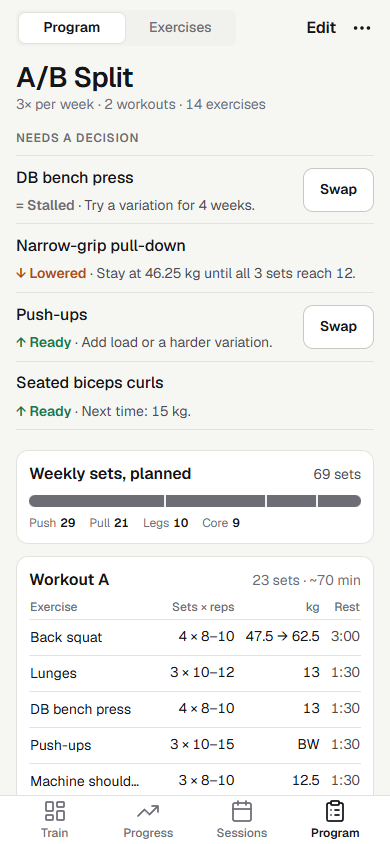 Program Exercises Edit ···
A/B Split
3× per week · 2 workouts · 14 exercises
NEEDS A DECISION
DB bench press
= Stalled · Try a variation for 4 weeks.
Swap
Narrow-grip pull-down
↓ Lowered · Stay at 46.25 kg until all 3 sets reach 12.
Push-ups
↑ Ready · Add load or a harder variation.
Swap
Seated biceps curls
↑ Ready · Next time: 15 kg.
Weekly sets, planned 69 sets
Push 29 Pull 21 Legs 10 Core 9
Workout A 23 sets · ~70 min
Exercise Sets × reps kg Rest
Back squat 4 × 8–10 47.5 → 62.5 3:00
Lunges 3 × 10–12 13 1:30
DB bench press 4 × 8–10 13 1:30
Push-ups 3 × 10–15 BW 1:30
Machine should... 3 × 8–10 12.5 1:30
Train Progress Sessions Program